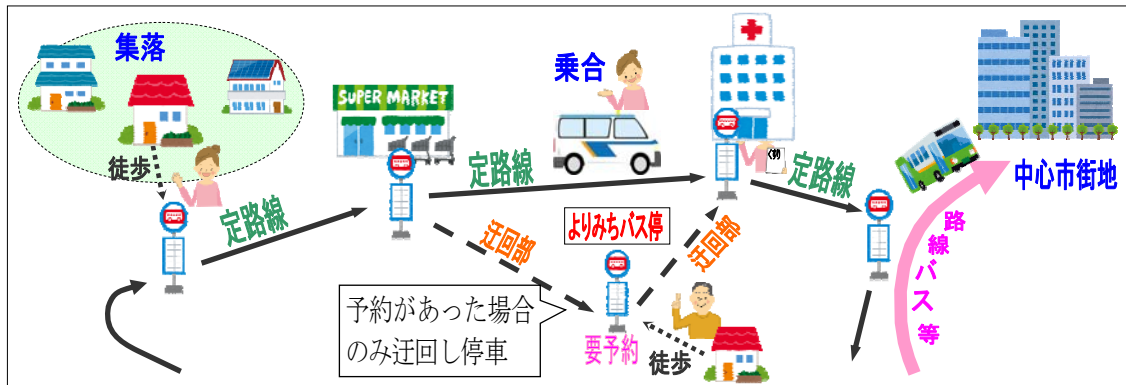 集落
徒歩
定路線
SUPER MARKET
定路線
乗合
定路線
中心市街地
路線バス等
迂回部
よりみちバス停
迂回部
予約があった場合
のみ迂回し停車
要予約
徒歩